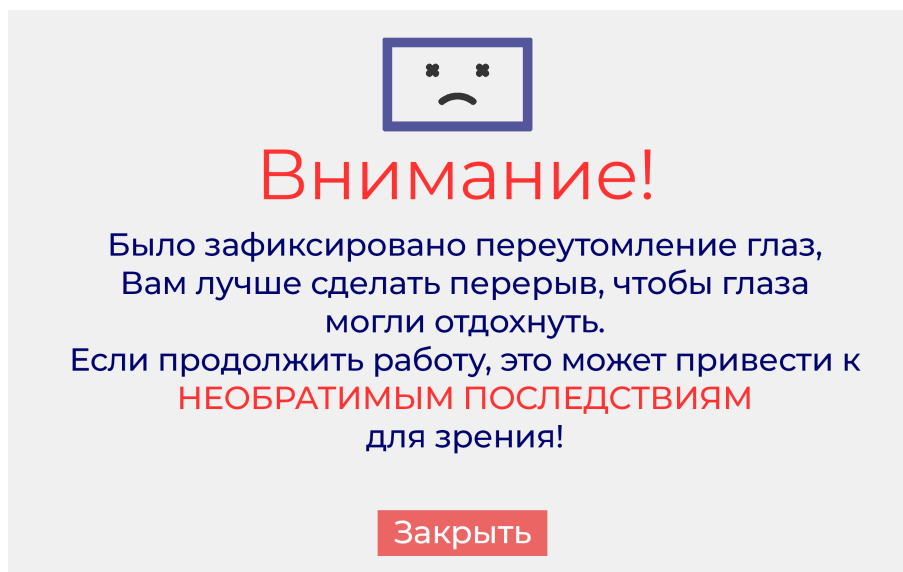 Внимание!
Было зафиксировано переутомление глаз,
Вам лучше сделать перерыв, чтобы глаза
могли отдохнуть.
Если продолжить работу, это может привести к
НЕОБРАТИМЫМ ПОСЛЕДСТВИЯМ
для зрения!
Закрыть